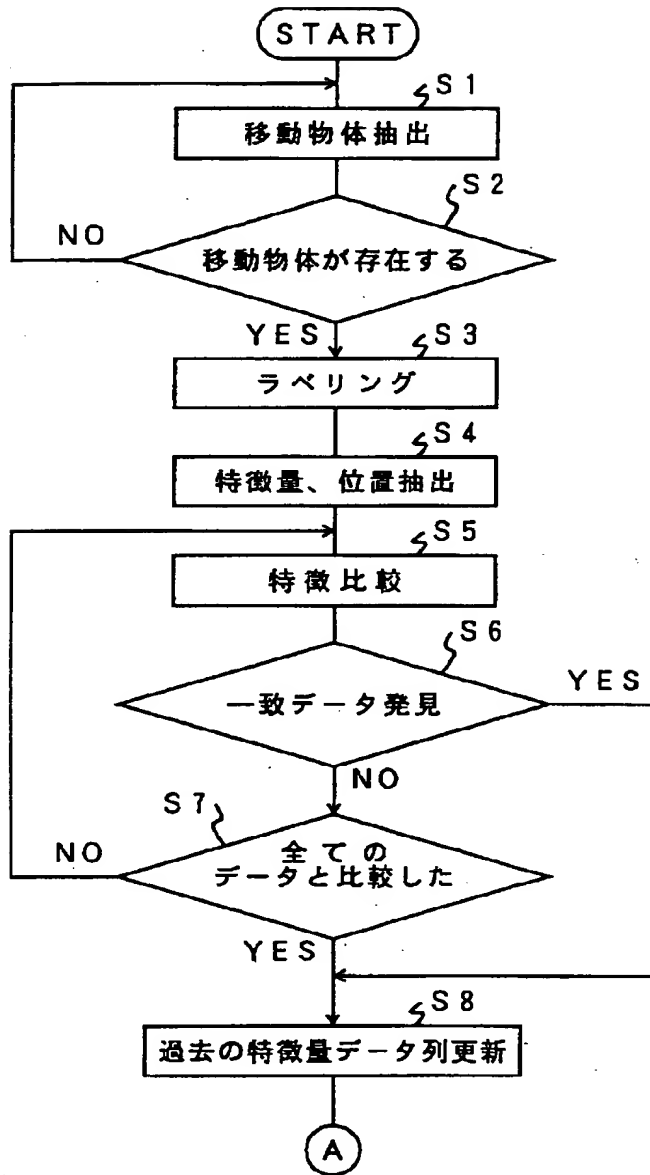 START
S1
移動物体抽出
S2
NO
移動物体が存在する
YES
S3
ラベリング
S4
特徴量、位置抽出
S5
特徴比較
S6
YES
一致データ発見
NO
S7
NO
全ての
データと比較した
YES
S8
過去の特徴量データ列更新
A